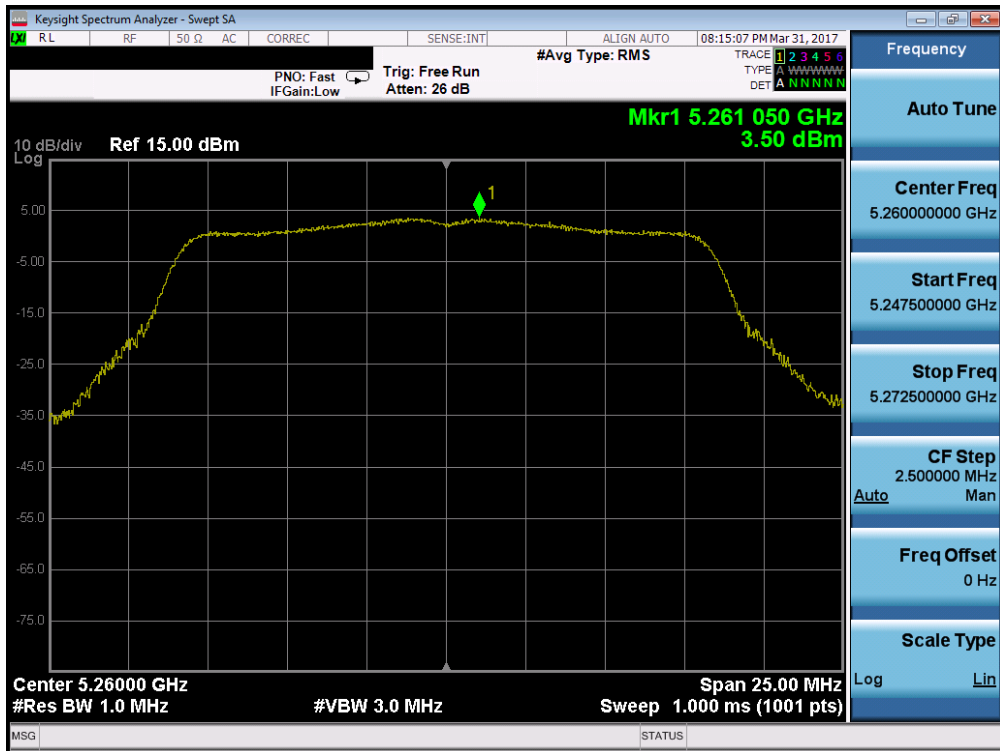 Keysight Spectrum Analyzer - Swept SA
LXI RL RF 50 Ω AC CORREC SENSE:INT ALIGN AUTO 08:15:07 PM Mar 31, 2017
#Avg Type: RMS
TRACE 1 2 3 4 5 6
TYPE A WWWWW
DET A N N N N N
PNO: Fast
IFGain:Low
Trig: Free Run
Atten: 26 dB
Mkr1 5.261 050 GHz
3.50 dBm
10 dB/div Ref 15.00 dBm
Log
1
5.00
-5.00
-15.0
-25.0
-35.0
-45.0
-55.0
-65.0
-75.0
Center 5.26000 GHz Span 25.00 MHz
#Res BW 1.0 MHz #VBW 3.0 MHz Sweep 1.000 ms (1001 pts)
MSG STATUS
Frequency
Auto Tune
Center Freq
5.260000000 GHz
Start Freq
5.247500000 GHz
Stop Freq
5.272500000 GHz
CF Step
2.500000 MHz
Auto Man
Freq Offset
0 Hz
Scale Type
Log Lin